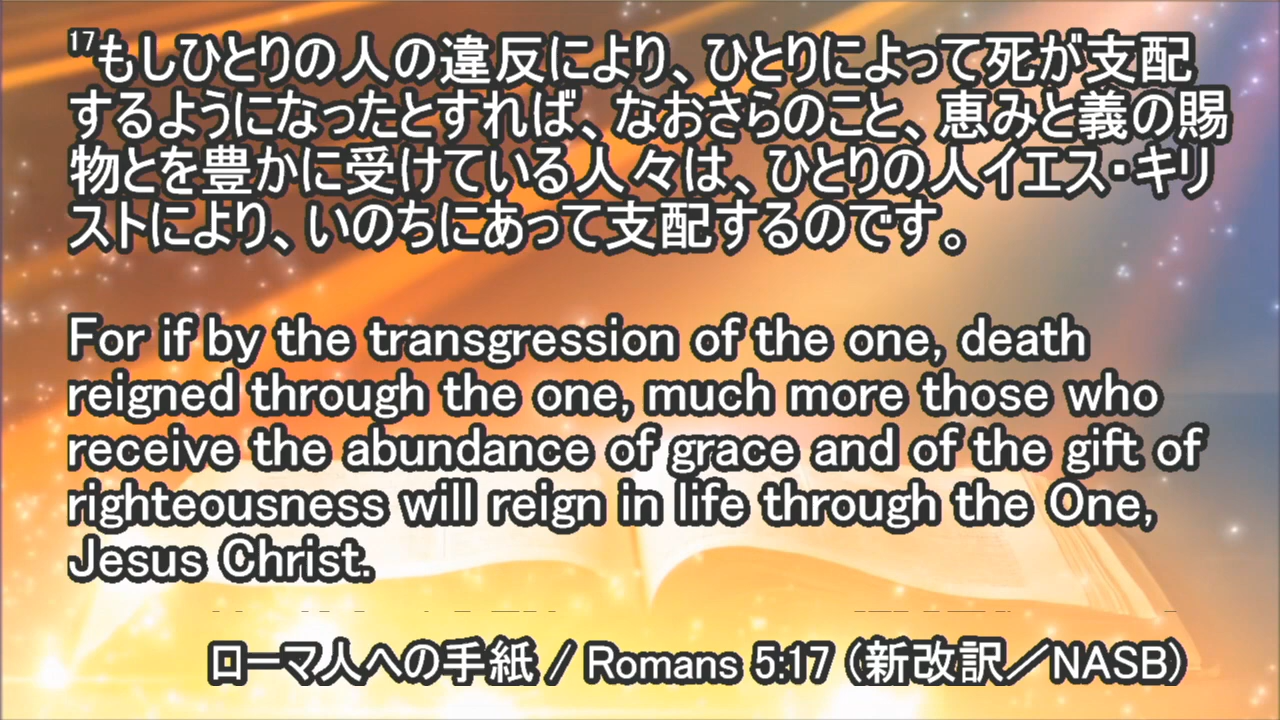 17もしひとりの人の違反により、ひとりによって死が支配
するようになったとすれば、なおさらのこと、恵みと義の賜
物とを豊かに受けている人々は、ひとりの人イエス・キリ
ストにより、いのちにあって支配するのです。
For if by the transgression of the one, death
reigned through the one, much more those who
receive the abundance of grace and of the gift of
righteousness will reign in life through the One,
Jesus Christ.
ローマ人への手紙 / Romans 5:17 (新改訳／NASB)